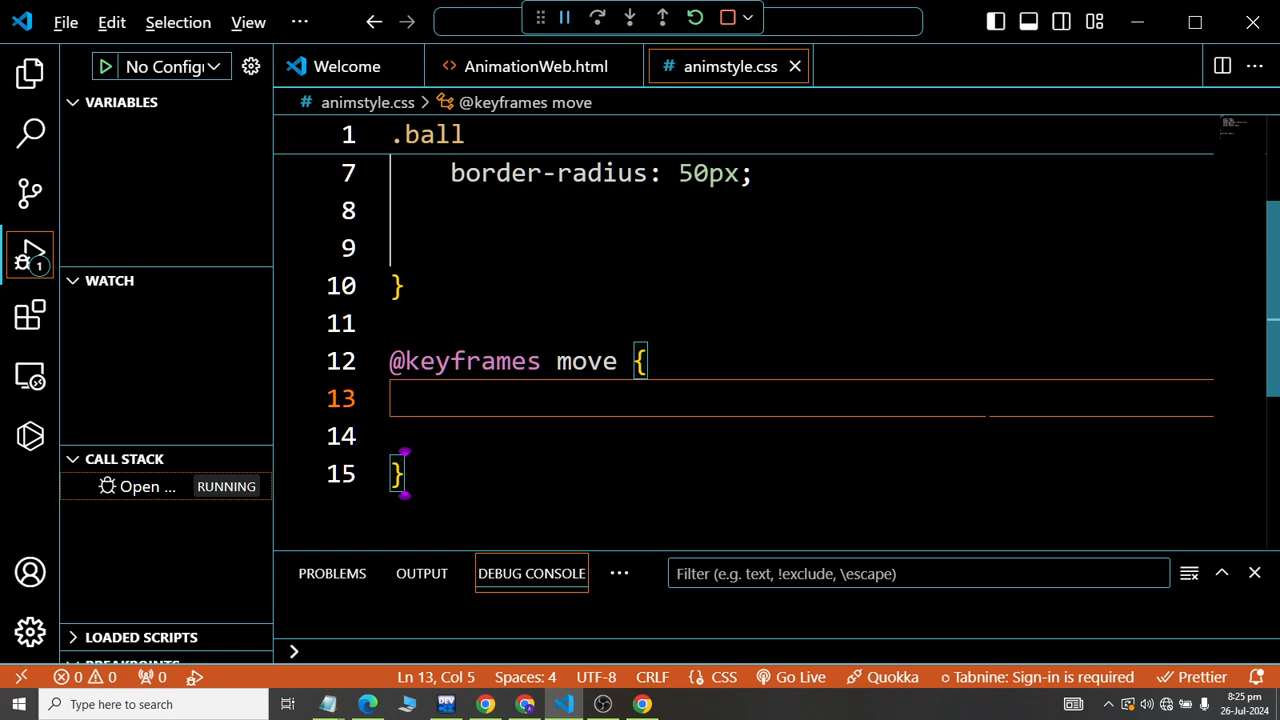 File Edit Selection View ···
No Config
Welcome
AnimationWeb.html
animstyle.css
animstyle.css > @keyframes move
VARIABLES
WATCH
CALL STACK
Open ... RUNNING
LOADED SCRIPTS
1 .ball
7 border-radius: 50px;
8
9
10 }
11
12 @keyframes move {
13
14
15 }
1
PROBLEMS OUTPUT DEBUG CONSOLE ···
Filter (e.g. text, !exclude, \escape)
>
0 0 0 Ln 13, Col 5 Spaces: 4 UTF-8 CRLF CSS Go Live Quokka Tabnine: Sign-in is required Prettier
Type here to search
DEV
8:25 pm
26-Jul-2024